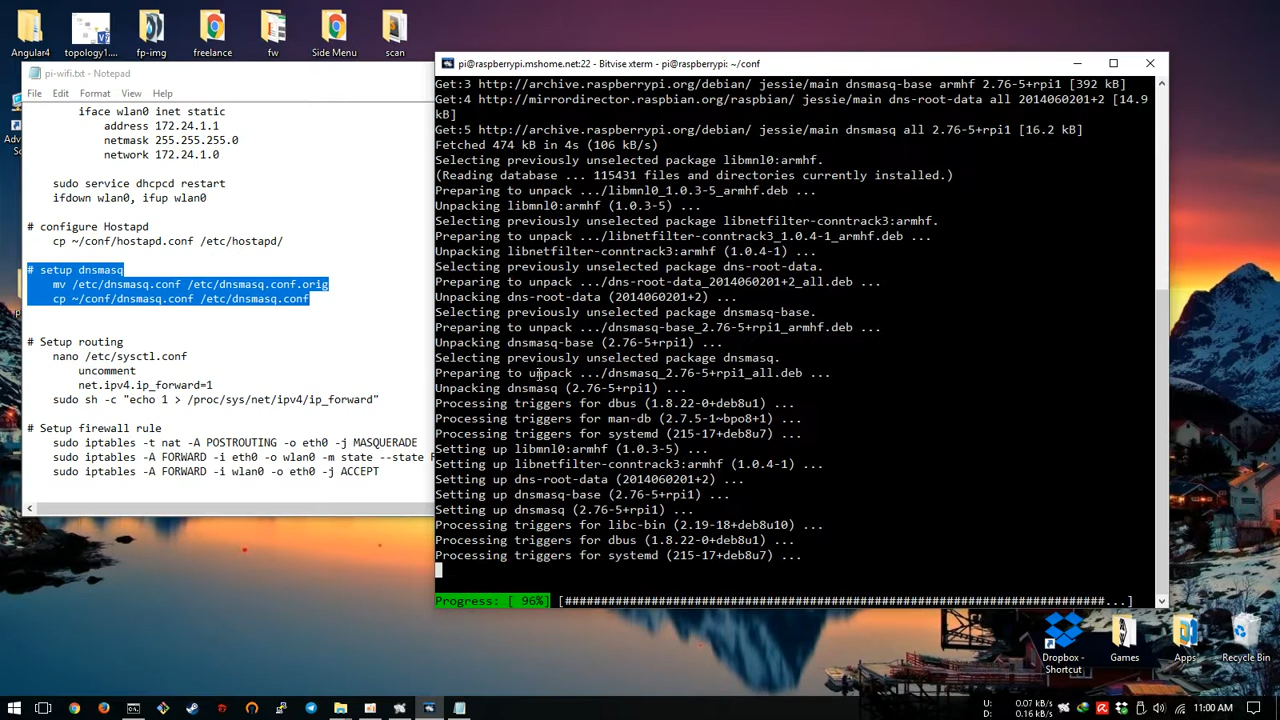 Angular4
topology1....
fp-img
freelance
fw
Side Menu
scan
pi-wifi.txt - Notepad
File Edit Format View Help
iface wlan0 inet static
address 172.24.1.1
netmask 255.255.255.0
network 172.24.1.0
sudo service dhcpcd restart
ifdown wlan0, ifup wlan0
# configure Hostapd
cp ~/conf/hostapd.conf /etc/hostapd/
# setup dnsmasq
mv /etc/dnsmasq.conf /etc/dnsmasq.conf.orig
cp ~/conf/dnsmasq.conf /etc/dnsmasq.conf
# Setup routing
nano /etc/sysctl.conf
uncomment
net.ipv4.ip_forward=1
sudo sh -c "echo 1 > /proc/sys/net/ipv4/ip_forward"
# Setup firewall rule
sudo iptables -t nat -A POSTROUTING -o eth0 -j MASQUERADE
sudo iptables -A FORWARD -i eth0 -o wlan0 -m state --state
sudo iptables -A FORWARD -i wlan0 -o eth0 -j ACCEPT
pi@raspberrypi.mshome.net:22 - Bitvise xterm - pi@raspberrypi: ~/conf
Get:3 http://archive.raspberrypi.org/debian/ jessie/main dnsmasq-base armhf 2.76-5+rpi1 [392 kB]
Get:4 http://mirrordirector.raspbian.org/raspbian/ jessie/main dns-root-data all 2014060201+2 [14.9
kB]
Get:5 http://archive.raspberrypi.org/debian/ jessie/main dnsmasq all 2.76-5+rpi1 [16.2 kB]
Fetched 474 kB in 4s (106 kB/s)
Selecting previously unselected package libmnl0:armhf.
(Reading database ... 115431 files and directories currently installed.)
Preparing to unpack .../libmnl0_1.0.3-5_armhf.deb ...
Unpacking libmnl0:armhf (1.0.3-5) ...
Selecting previously unselected package libnetfilter-conntrack3:armhf.
Preparing to unpack .../libnetfilter-conntrack3_1.0.4-1_armhf.deb ...
Unpacking libnetfilter-conntrack3:armhf (1.0.4-1) ...
Selecting previously unselected package dns-root-data.
Preparing to unpack .../dns-root-data_2014060201+2_all.deb ...
Unpacking dns-root-data (2014060201+2) ...
Selecting previously unselected package dnsmasq-base.
Preparing to unpack .../dnsmasq-base_2.76-5+rpi1_armhf.deb ...
Unpacking dnsmasq-base (2.76-5+rpi1) ...
Selecting previously unselected package dnsmasq.
Preparing to unpack .../dnsmasq_2.76-5+rpi1_all.deb ...
Unpacking dnsmasq (2.76-5+rpi1) ...
Processing triggers for dbus (1.8.22-0+deb8u1) ...
Processing triggers for man-db (2.7.5-1~bpo8+1) ...
Processing triggers for systemd (215-17+deb8u7) ...
Setting up libmnl0:armhf (1.0.3-5) ...
Setting up libnetfilter-conntrack3:armhf (1.0.4-1) ...
Setting up dns-root-data (2014060201+2) ...
Setting up dnsmasq-base (2.76-5+rpi1) ...
Setting up dnsmasq (2.76-5+rpi1) ...
Processing triggers for libc-bin (2.19-18+deb8u10) ...
Processing triggers for dbus (1.8.22-0+deb8u1) ...
Processing triggers for systemd (215-17+deb8u7) ...
Progress: [ 96%] [###########################################################################...]
Dropbox -
Shortcut
Games
Apps
Recycle Bin
U: 0.07 kB/s
D: 0.16 kB/s
11:00 AM